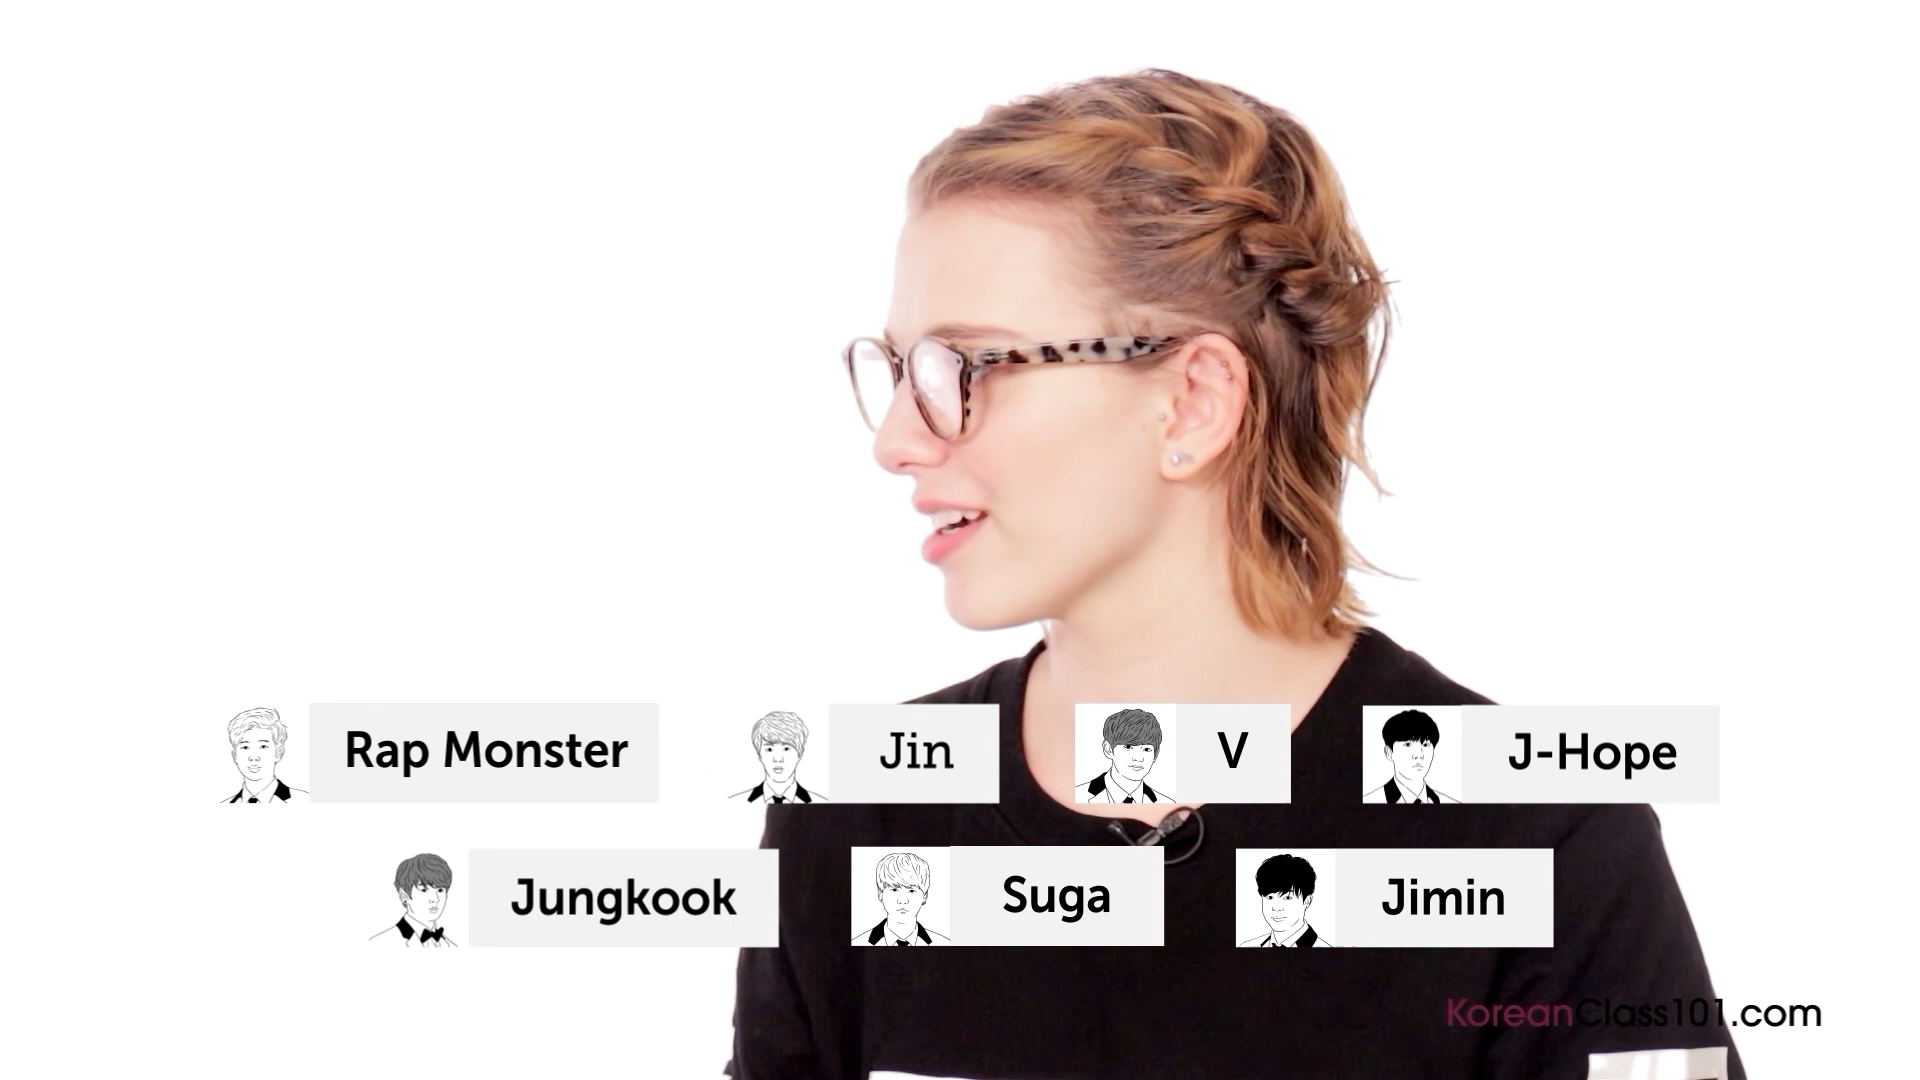 Rap Monster
Jin
V
J-Hope
Jungkook
Suga
Jimin
KoreanClass101.com